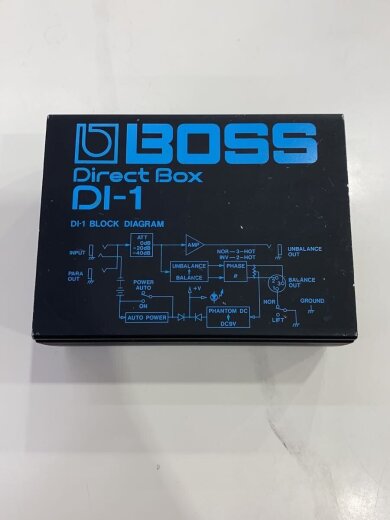 BOSS
Direct Box
DI-1
DI-1 BLOCK DIAGRAM
ATT
0dB
-20dB
-40dB
AMP
NOR-3-HOT
INV-2-HOT
UNBALANCE
OUT
INPUT
UNBALANCE
BALANCE
PHASE
ø
BALANCE
OUT
PARA
OUT
POWER
AUTO
ON
+V
NOR
GROUND
AUTO POWER
PHANTOM DC
DC9V
LIFT